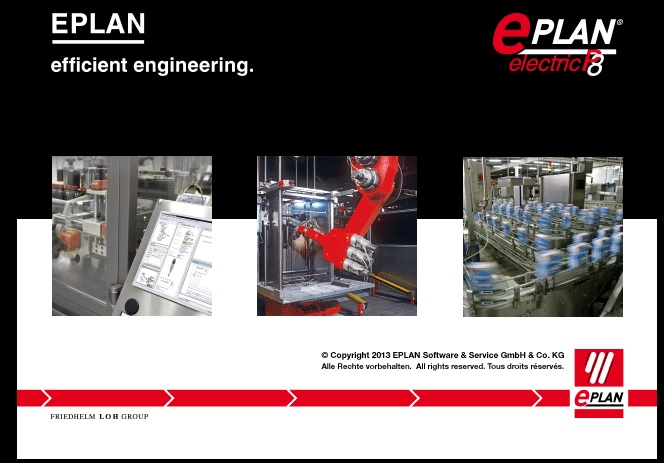 EPLAN
efficient engineering.
ePLAN®
electric P8
© Copyright 2013 EPLAN Software & Service GmbH & Co. KG
Alle Rechte vorbehalten. All rights reserved. Tous droits réservés.
ePLAN
FRIEDHELM LOH GROUP